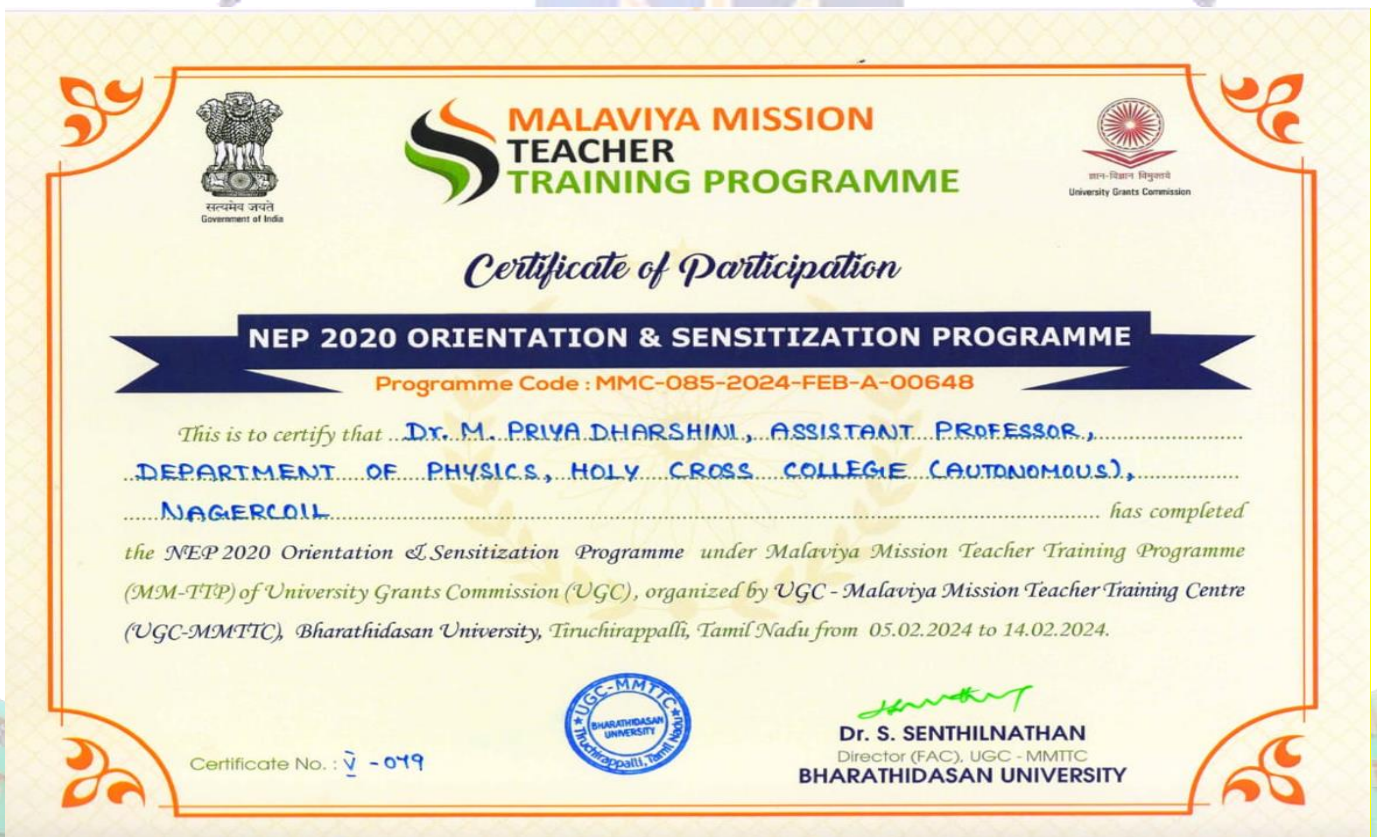 सत्यमेव जयते
Government of India
MALAVIYA MISSION
TEACHER
TRAINING PROGRAMME
ज्ञान-विज्ञान विमुक्तये
University Grants Commission
Certificate of Participation
NEP 2020 ORIENTATION & SENSITIZATION PROGRAMME
Programme Code : MMC-085-2024-FEB-A-00648
This is to certify that Dr. M. PRIYA DHARSHINI, ASSISTANT PROFESSOR,
DEPARTMENT OF PHYSICS, HOLY CROSS COLLEGE (AUTONOMOUS),
NAGERCOIL has completed
the NEP 2020 Orientation & Sensitization Programme under Malaviya Mission Teacher Training Programme
(MM-TTP) of University Grants Commission (UGC), organized by UGC - Malaviya Mission Teacher Training Centre
(UGC-MMTTC), Bharathidasan University, Tiruchirappalli, Tamil Nadu from 05.02.2024 to 14.02.2024.
UGC-MMTTC
BHARATHIDASAN
UNIVERSITY
Tiruchirappalli, Tamil Nadu
Dr. S. SENTHILNATHAN
Director (FAC), UGC - MMTTC
BHARATHIDASAN UNIVERSITY
Certificate No. : V - 079